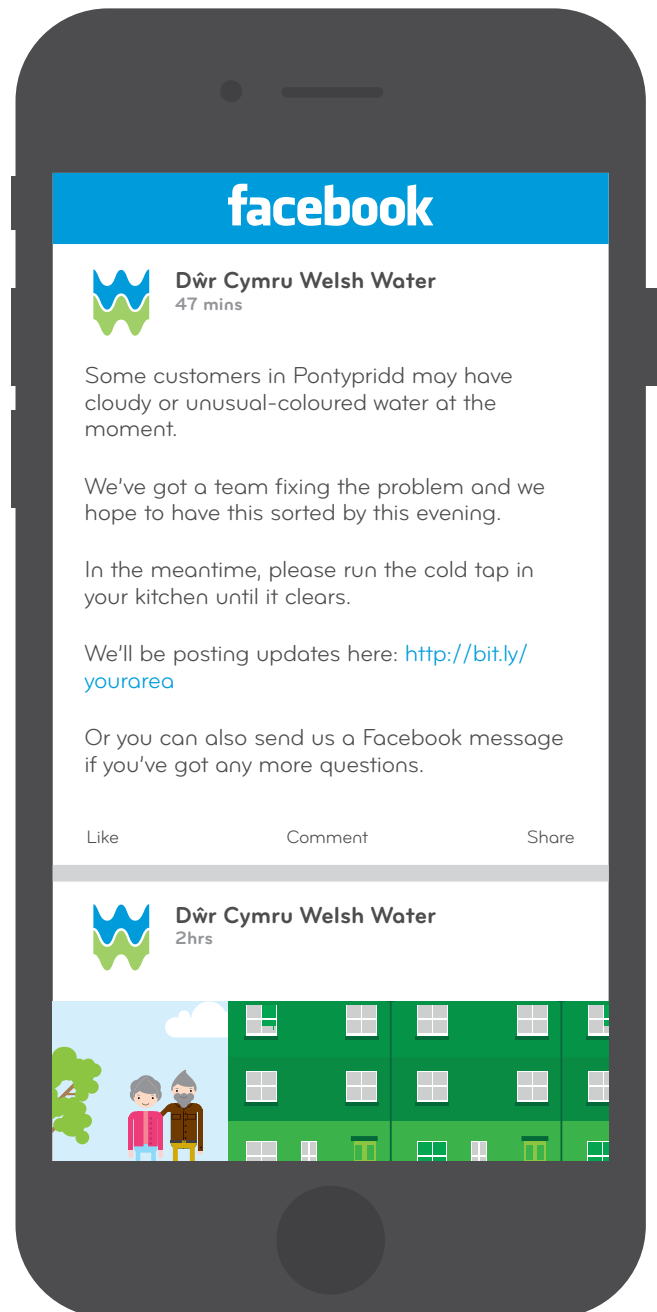 facebook
Dŵr Cymru Welsh Water
47 mins
Some customers in Pontypridd may have
cloudy or unusual-coloured water at the
moment.
We've got a team fixing the problem and we
hope to have this sorted by this evening.
In the meantime, please run the cold tap in
your kitchen until it clears.
We'll be posting updates here: http://bit.ly/
yourarea
Or you can also send us a Facebook message
if you've got any more questions.
Like Comment Share
Dŵr Cymru Welsh Water
2hrs